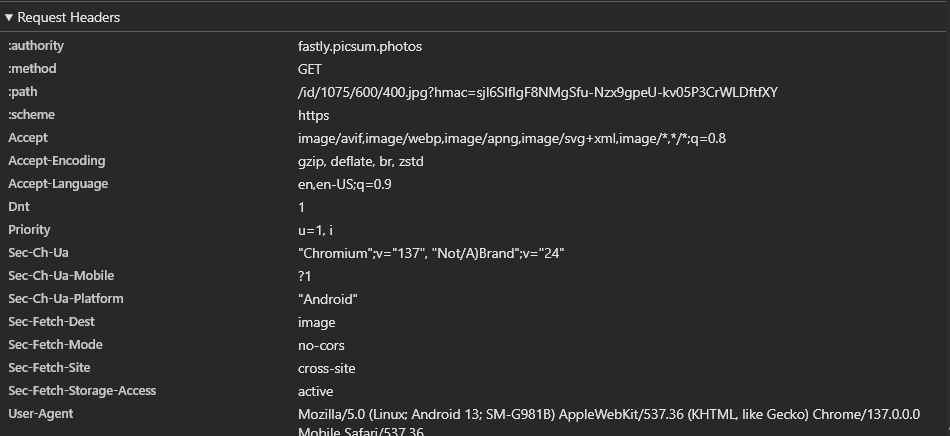 Request Headers
:authority fastly.picsum.photos
:method GET
:path /id/1075/600/400.jpg?hmac=sjI6SlfIgF8NMgSfu-Nzx9gpeU-kv05P3CrWLDftfXY
:scheme https
Accept image/avif,image/webp,image/apng,image/svg+xml,image/*,*/*;q=0.8
Accept-Encoding gzip, deflate, br, zstd
Accept-Language en,en-US;q=0.9
Dnt 1
Priority u=1, i
Sec-Ch-Ua "Chromium";v="137", "Not/A)Brand";v="24"
Sec-Ch-Ua-Mobile ?1
Sec-Ch-Ua-Platform "Android"
Sec-Fetch-Dest image
Sec-Fetch-Mode no-cors
Sec-Fetch-Site cross-site
Sec-Fetch-Storage-Access active
User-Agent Mozilla/5.0 (Linux; Android 13; SM-G981B) AppleWebKit/537.36 (KHTML, like Gecko) Chrome/137.0.0.0
Mobile Safari/537.36